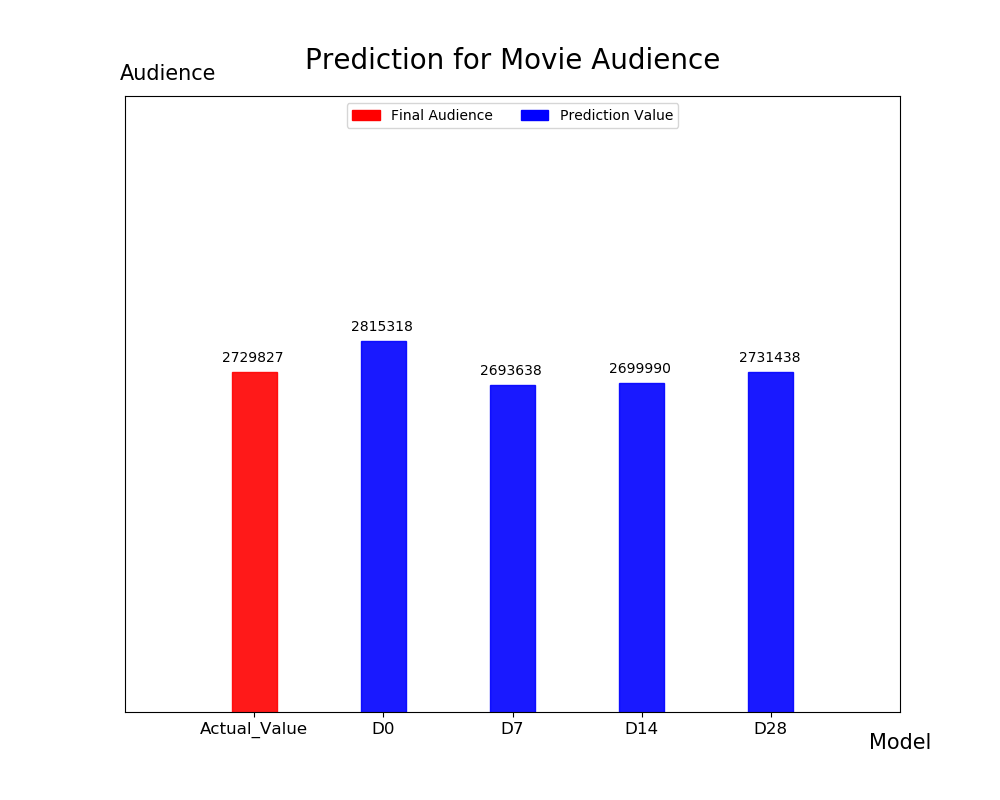 Prediction for Movie Audience
Audience
Final Audience
Prediction Value
2729827
2815318
2693638
2699990
2731438
Actual_Value
D0
D7
D14
D28
Model